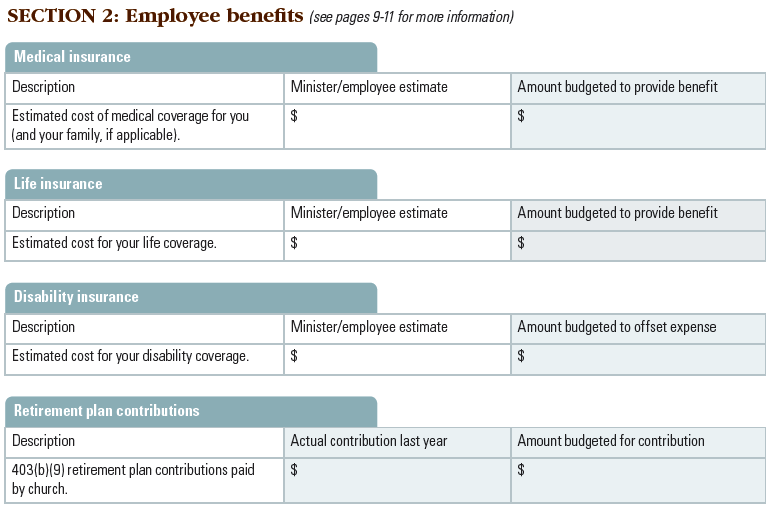 SECTION 2: Employee benefits (see pages 9-11 for more information)
Medical insurance
Description Minister/employee estimate Amount budgeted to provide benefit
Estimated cost of medical coverage for you $ $
(and your family, if applicable).
Life insurance
Description Minister/employee estimate Amount budgeted to provide benefit
Estimated cost for your life coverage. $ $
Disability insurance
Description Minister/employee estimate Amount budgeted to offset expense
Estimated cost for your disability coverage. $ $
Retirement plan contributions
Description Actual contribution last year Amount budgeted for contribution
403(b)(9) retirement plan contributions paid $ $
by church.